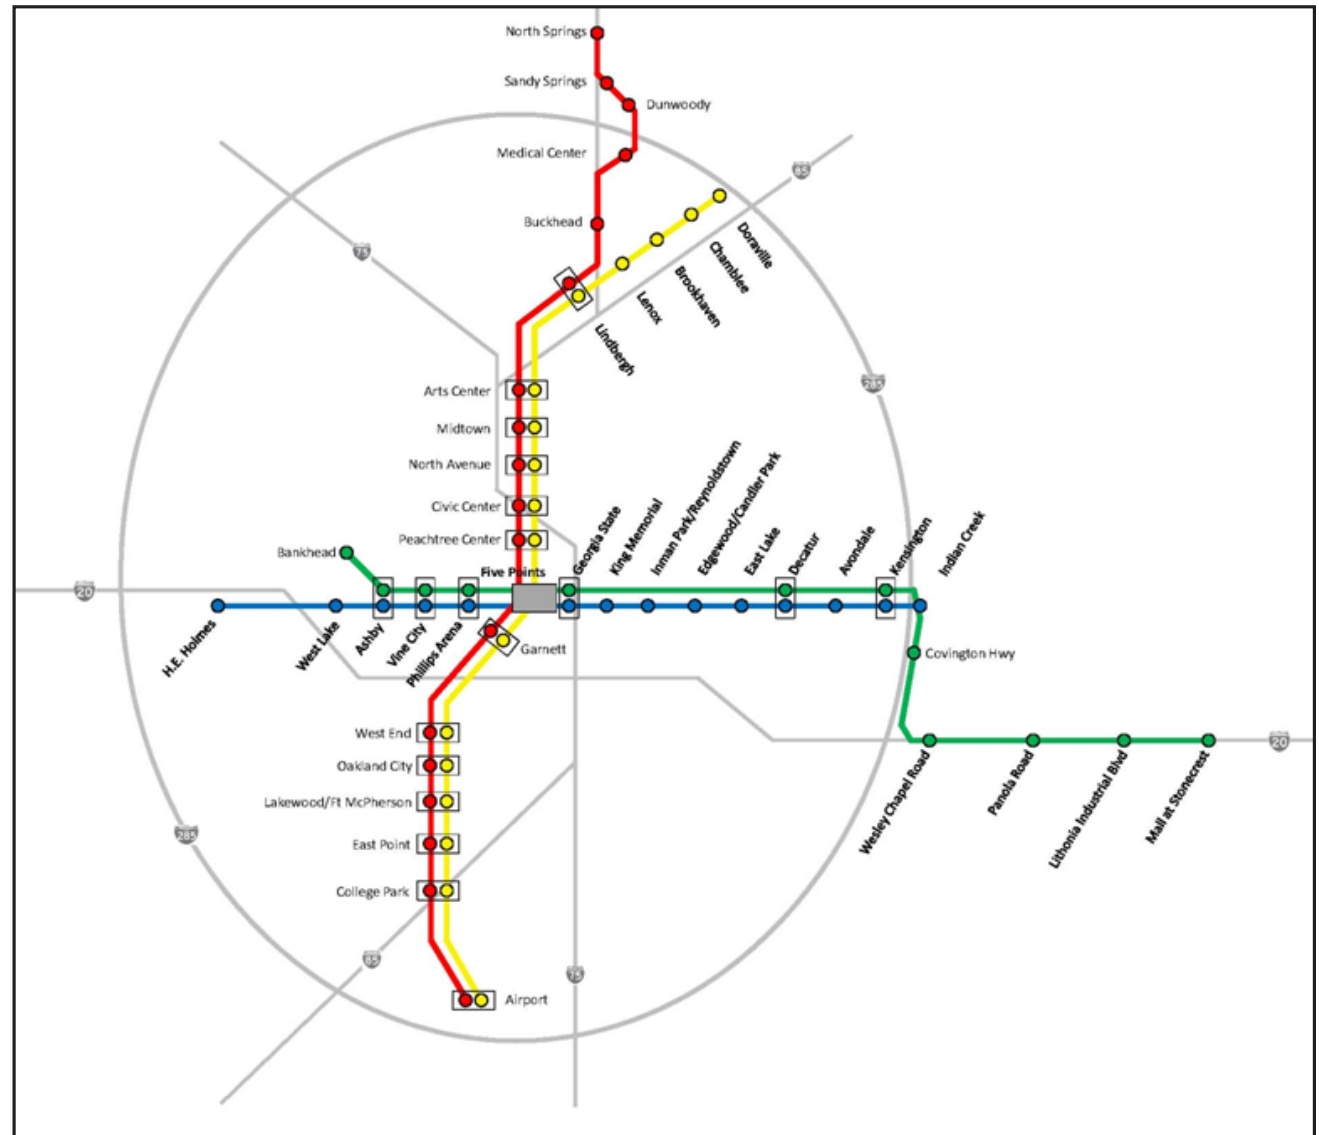 North Springs
Sandy Springs
Dunwoody
Medical Center
85
Buckhead
Doraville
75
Chamblee
Brookhaven
Lenox
Lindbergh
285
Arts Center
Midtown
North Avenue
Civic Center
Peachtree Center
Georgia State
King Memorial
Inman Park/Reynoldstown
Edgewood/Candler Park
East Lake
Decatur
Avondale
Kensington
Indian Creek
Bankhead
Five Points
20
H.E. Holmes
West Lake
Ashby
Vine City
Phillips Arena
Garnett
Covington Hwy
West End
20
Oakland City
Wesley Chapel Road
Panola Road
Lithonia Industrial Blvd
Mall at Stonecrest
Lakewood/Ft McPherson
285
East Point
College Park
85
75
Airport